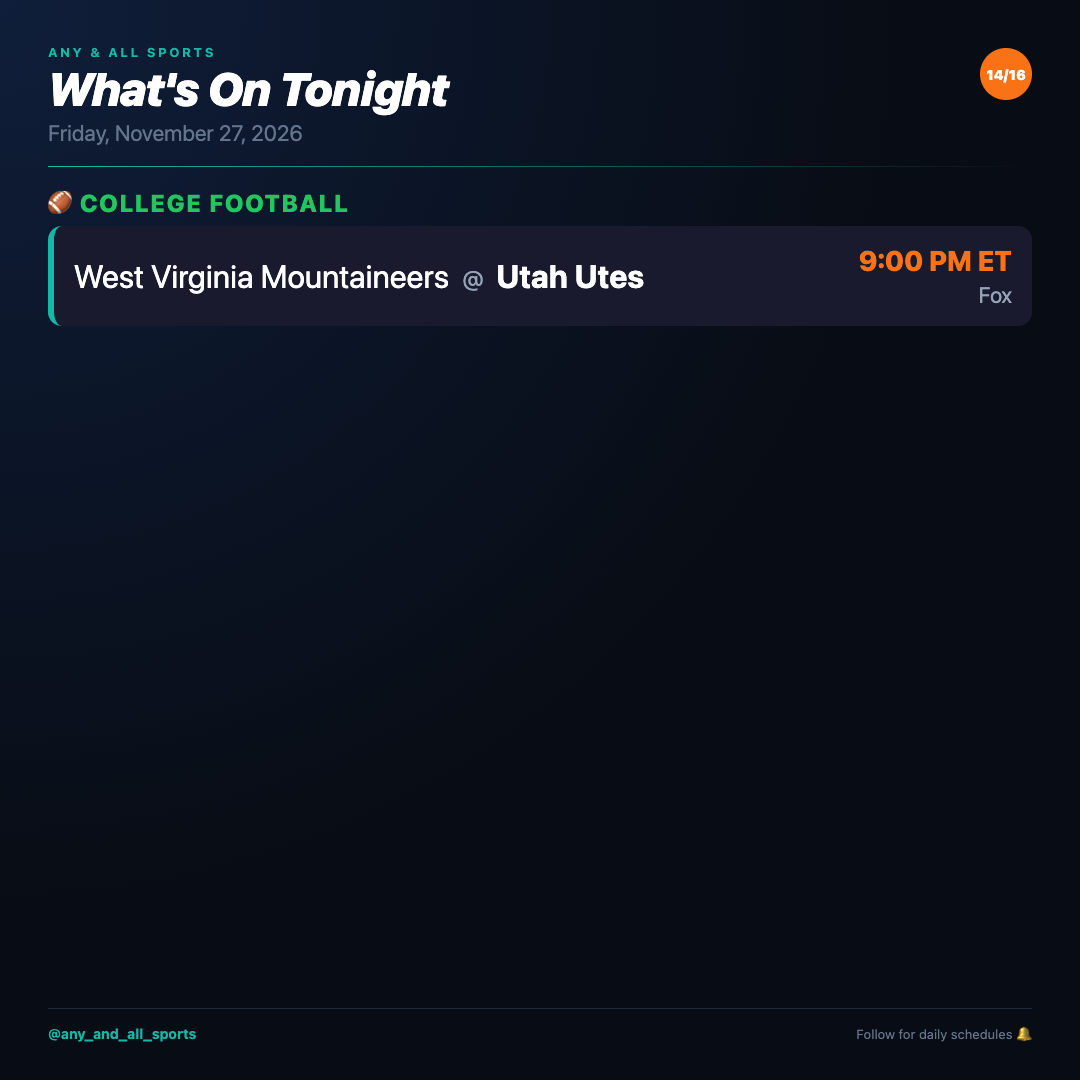 ANY & ALL SPORTS
What's On Tonight
14/16
Friday, November 27, 2026
🏈 COLLEGE FOOTBALL
West Virginia Mountaineers @ Utah Utes
9:00 PM ET
Fox
@any_and_all_sports
Follow for daily schedules 🔔